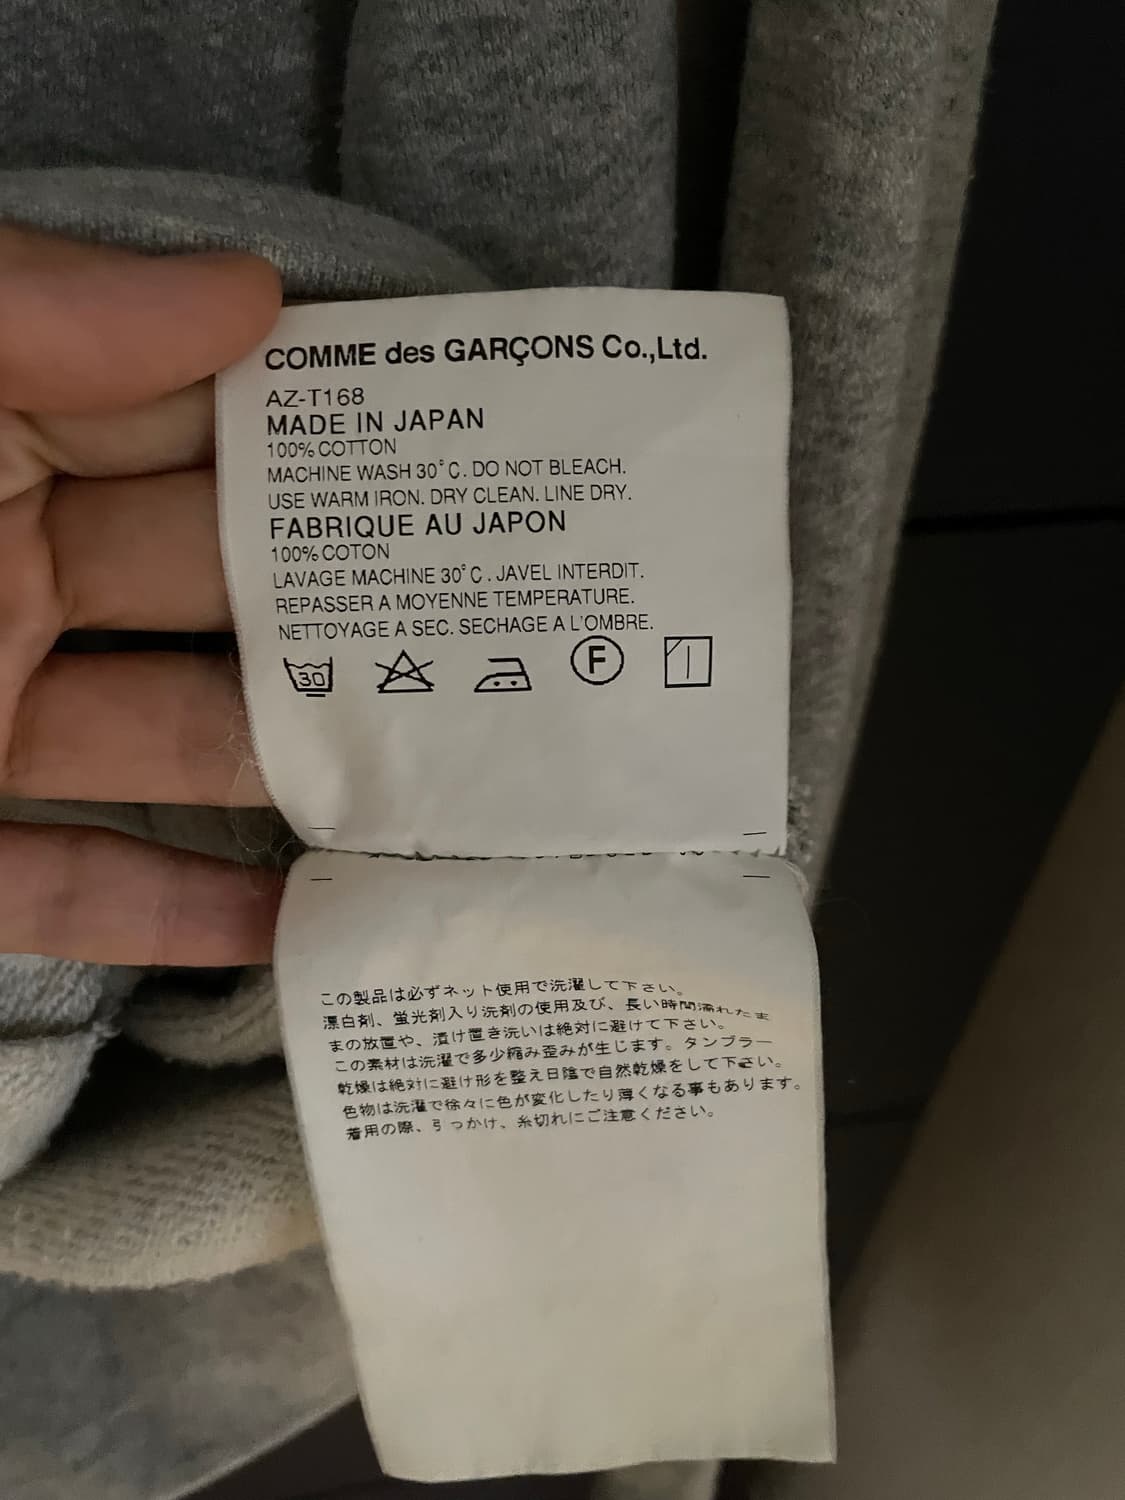 COMME des GARÇONS Co.,Ltd.
AZ-T168
MADE IN JAPAN
100% COTTON
MACHINE WASH 30°C. DO NOT BLEACH.
USE WARM IRON. DRY CLEAN. LINE DRY.
FABRIQUE AU JAPON
100% COTON
LAVAGE MACHINE 30°C. JAVEL INTERDIT.
REPASSER A MOYENNE TEMPERATURE.
NETTOYAGE A SEC. SECHAGE A L'OMBRE.
30 F
この製品は必ずネット使用で洗濯して下さい。
漂白剤、蛍光剤入り洗剤の使用及び、長い時間濡れたま
まの放置や、漬け置き洗いは絶対に避けて下さい。
この素材は洗濯で多少縮み歪みが生じます。タンブラー
乾燥は絶対に避け形を整え日陰で自然乾燥をして下さい。
色物は洗濯で徐々に色が変化したり薄くなる事もあります。
着用の際、引っかけ、糸切れにご注意ください。